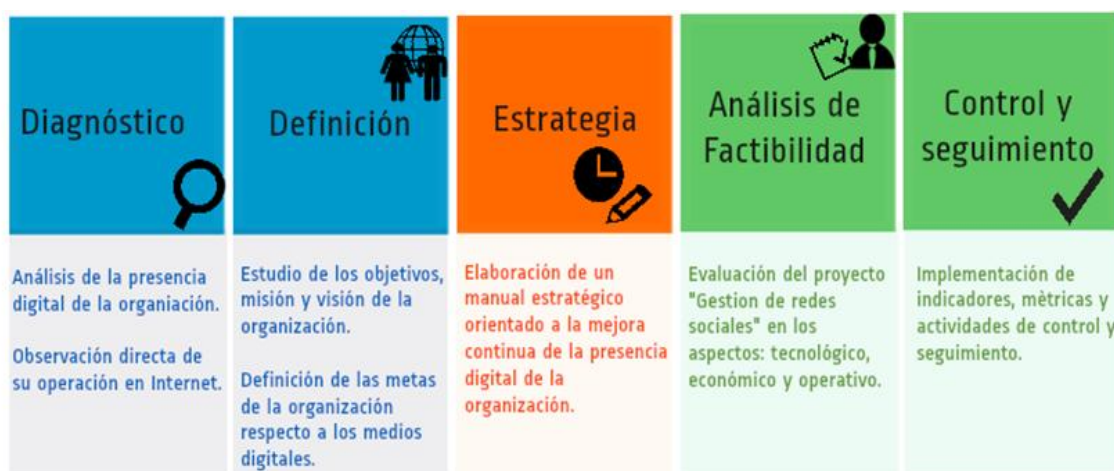 Diagnóstico
Análisis de la presencia
digital de la organiación.
Observación directa de
su operación en Internet.
Definición
Estudio de los objetivos,
misión y visión de la
organización.
Definición de las metas
de la organización
respecto a los medios
digitales.
Estrategia
Elaboración de un
manual estratégico
orientado a la mejora
continua de la presencia
digital de la
organización.
Análisis de
Factibilidad
Evaluación del proyecto
"Gestion de redes
sociales" en los
aspectos: tecnológico,
económico y operativo.
Control y
seguimiento
Implementación de
indicadores, mètricas y
actividades de control y
seguimiento.